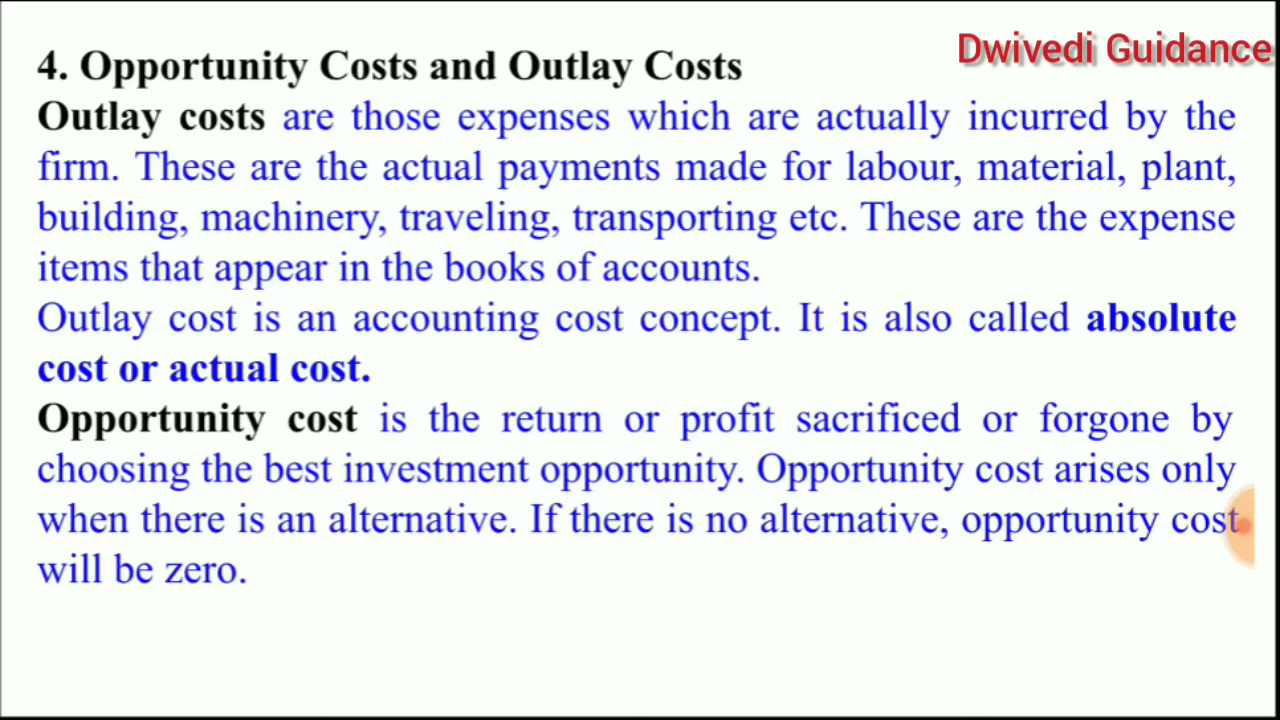 Dwivedi Guidance
4. Opportunity Costs and Outlay Costs
Outlay costs are those expenses which are actually incurred by the
firm. These are the actual payments made for labour, material, plant,
building, machinery, traveling, transporting etc. These are the expense
items that appear in the books of accounts.
Outlay cost is an accounting cost concept. It is also called absolute
cost or actual cost.
Opportunity cost is the return or profit sacrificed or forgone by
choosing the best investment opportunity. Opportunity cost arises only
when there is an alternative. If there is no alternative, opportunity cost
will be zero.